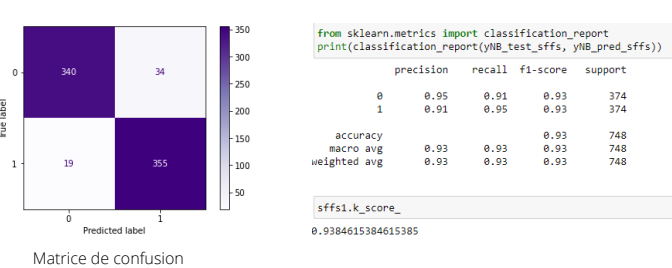 0
340
34
1
19
355
0
1
True label
Predicted label
350
300
250
200
150
100
50
Matrice de confusion
from sklearn.metrics import classification_report
print(classification_report(yNB_test_sffs, yNB_pred_sffs))
precision recall f1-score support
0 0.95 0.91 0.93 374
1 0.91 0.95 0.93 374
accuracy 0.93 748
macro avg 0.93 0.93 0.93 748
weighted avg 0.93 0.93 0.93 748
sffs1.k_score_
0.9384615384615385